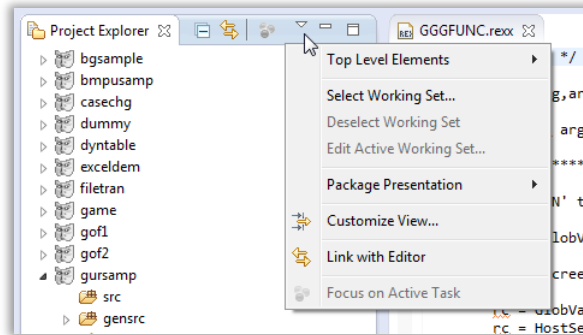 Project Explorer
GGGFUNC.rexx
REX
bgsample
bmpusamp
casechg
dummy
dyntable
exceldem
filetran
game
gof1
gof2
gursamp
src
gensrc
Top Level Elements
Select Working Set...
Deselect Working Set
Edit Active Working Set...
Package Presentation
Customize View...
Link with Editor
Focus on Active Task
*/
g,ar
arg
****
N' t
lobV
cree
rc = GlobVa
rc = HostSe